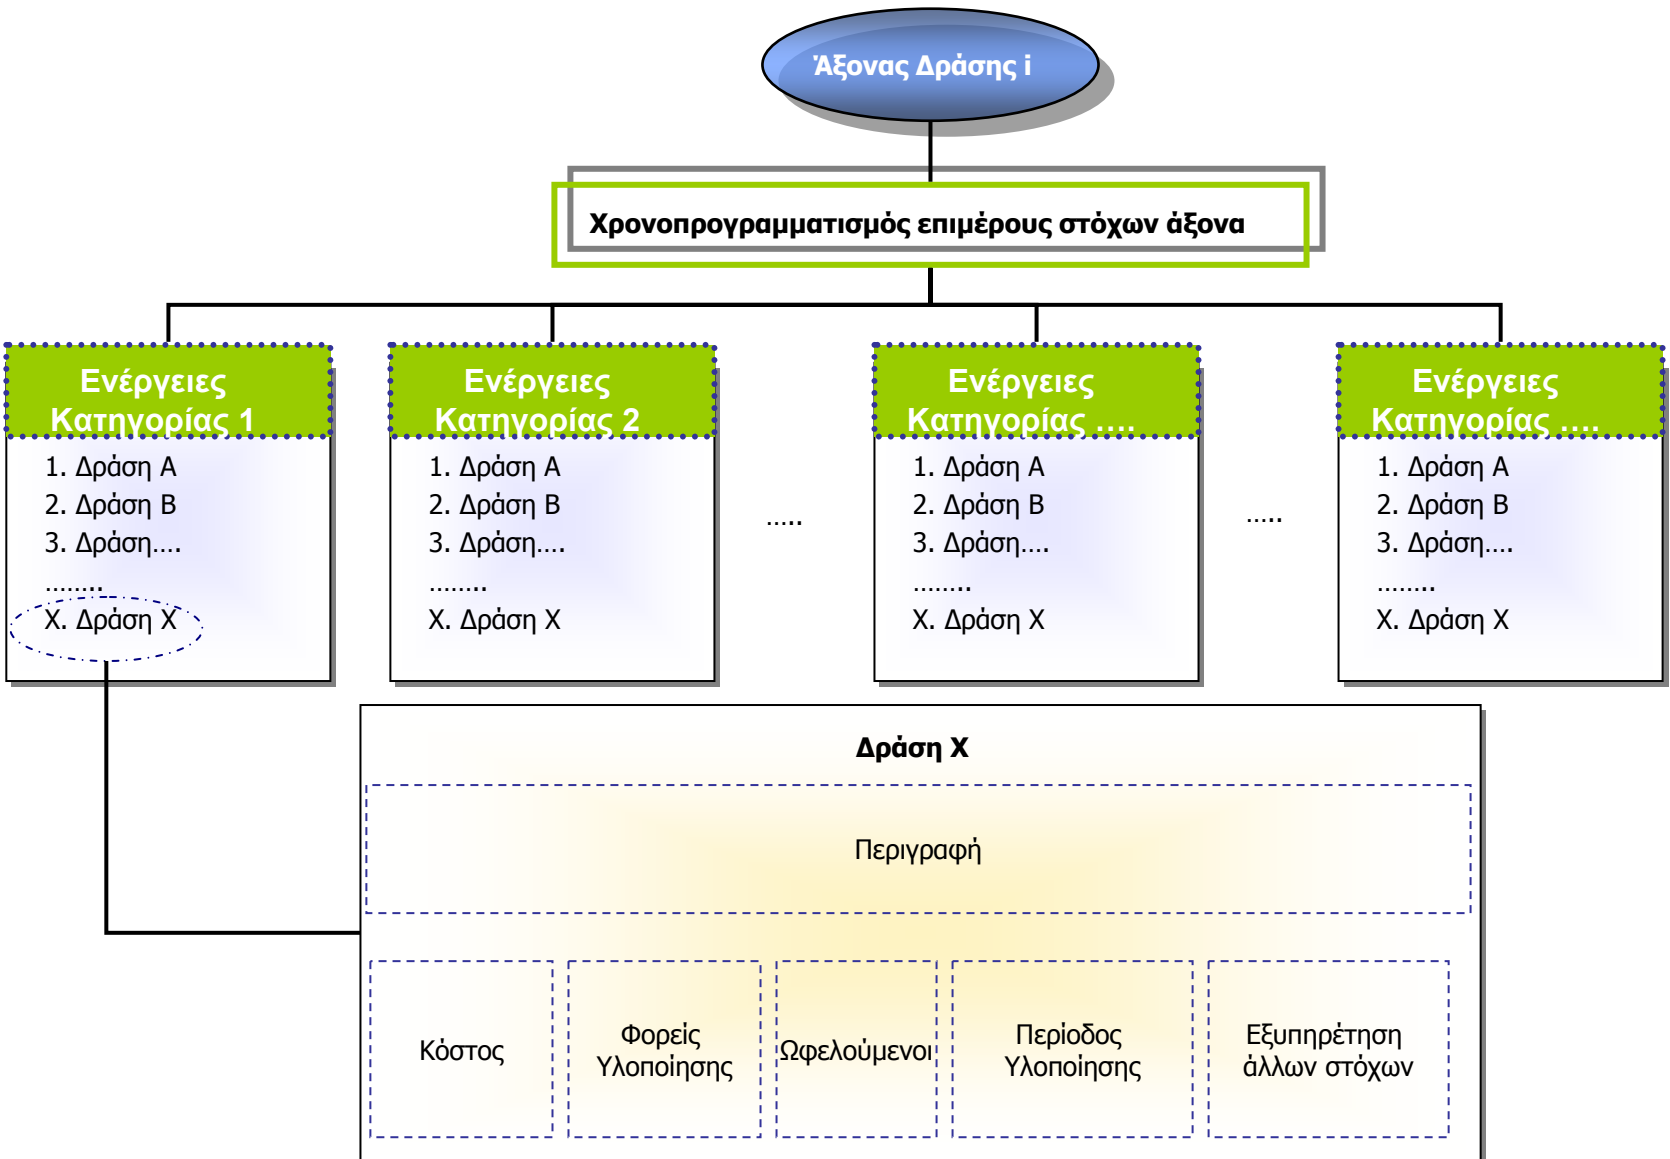 Άξονας Δράσης i
Χρονοπρογραμματισμός επιμέρους στόχων άξονα
Ενέργειες
Κατηγορίας 1
1. Δράση Α
2. Δράση Β
3. Δράση….
……..
Χ. Δράση Χ
Ενέργειες
Κατηγορίας 2
1. Δράση Α
2. Δράση Β
3. Δράση….
……..
Χ. Δράση Χ
…..
Ενέργειες
Κατηγορίας ….
1. Δράση Α
2. Δράση Β
3. Δράση….
……..
Χ. Δράση Χ
…..
Ενέργειες
Κατηγορίας ….
1. Δράση Α
2. Δράση Β
3. Δράση….
……..
Χ. Δράση Χ
Δράση Χ
Περιγραφή
Κόστος
Φορείς
Υλοποίησης
Ωφελούμενοι
Περίοδος
Υλοποίησης
Εξυπηρέτηση
άλλων στόχων